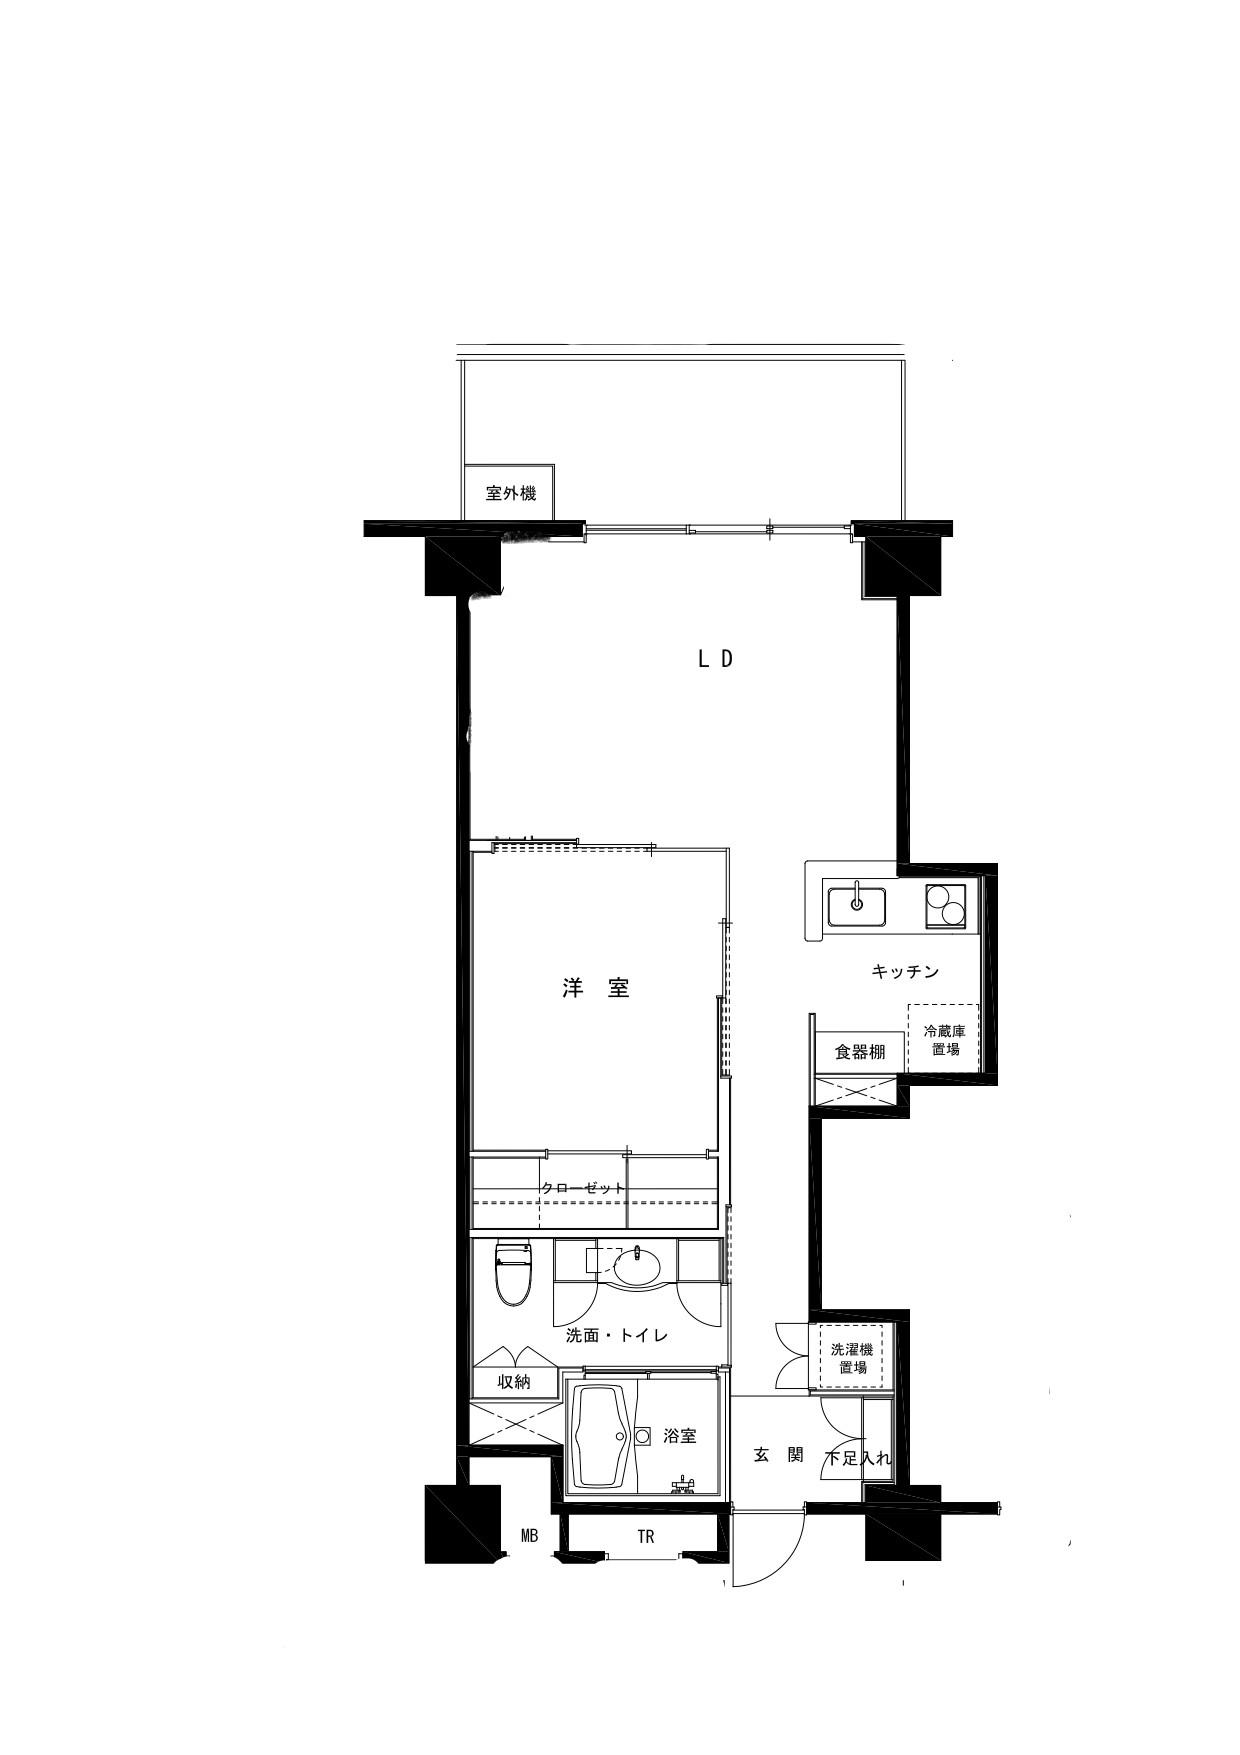 室外機
LD
洋 室
キッチン
冷蔵庫
置場
食器棚
クローゼット
洗面・トイレ
洗濯機
置場
収納
浴室
玄 関
下足入れ
MB
TR